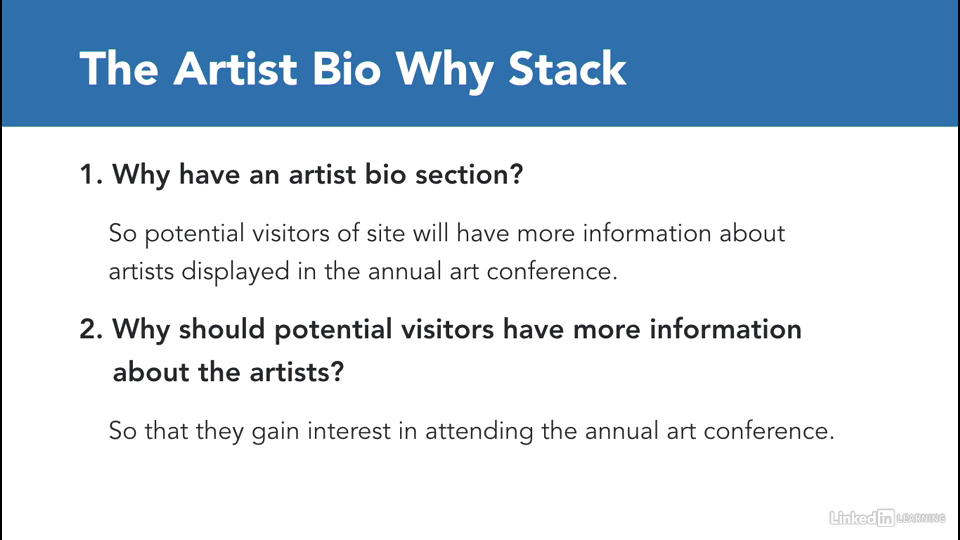 The Artist Bio Why Stack
1. Why have an artist bio section?
So potential visitors of site will have more information about
artists displayed in the annual art conference.
2. Why should potential visitors have more information
about the artists?
So that they gain interest in attending the annual art conference.
Linked in LEARNING